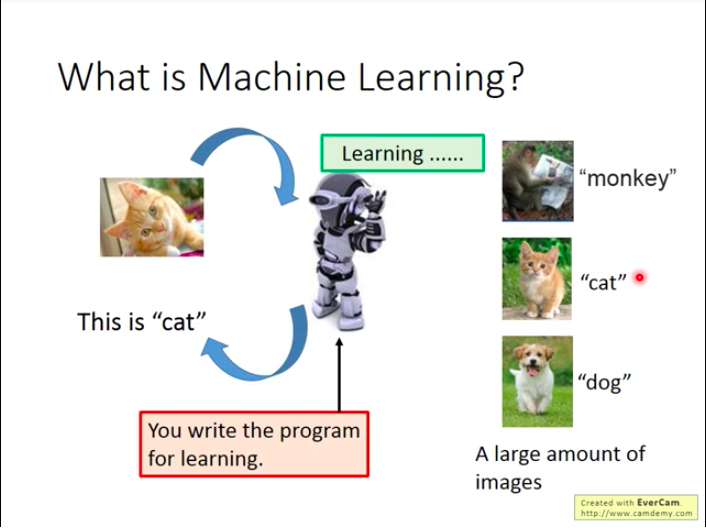 What is Machine Learning?
Learning ......
“monkey”
“cat”
This is “cat”
“dog”
You write the program
for learning.
A large amount of
images
Created with EverCam.
http://www.camdemy.com